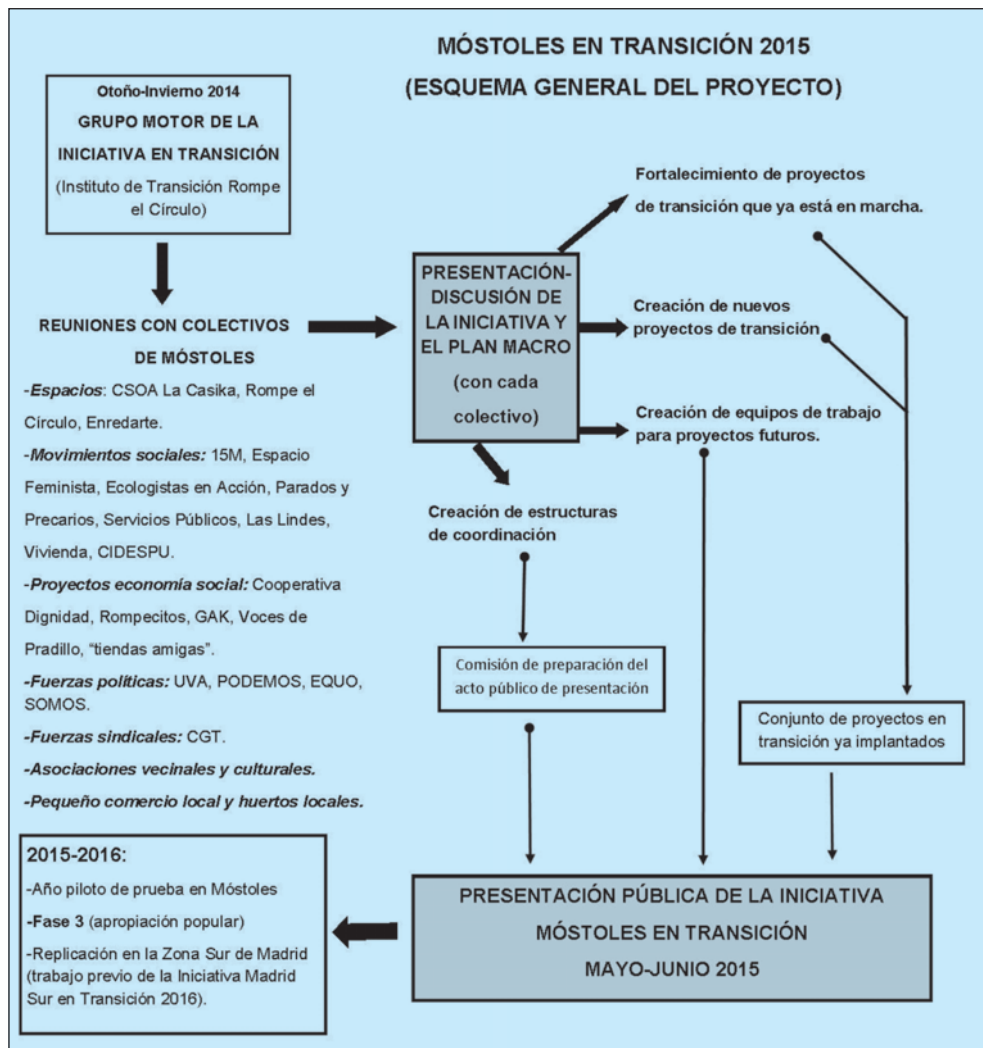 MÓSTOLES EN TRANSICIÓN 2015
(ESQUEMA GENERAL DEL PROYECTO)
Otoño-Invierno 2014
GRUPO MOTOR DE LA
INICIATIVA EN TRANSICIÓN
(Instituto de Transición Rompe
el Círculo)
REUNIONES CON COLECTIVOS
DE MÓSTOLES
-Espacios: CSOA La Casika, Rompe el
Círculo, Enredarte.
-Movimientos sociales: 15M, Espacio
Feminista, Ecologistas en Acción, Parados y
Precarios, Servicios Públicos, Las Lindes,
Vivienda, CIDESPU.
-Proyectos economía social: Cooperativa
Dignidad, Rompecitos, GAK, Voces de
Pradillo, “tiendas amigas”.
-Fuerzas políticas: UVA, PODEMOS, EQUO,
SOMOS.
-Fuerzas sindicales: CGT.
-Asociaciones vecinales y culturales.
-Pequeño comercio local y huertos locales.
PRESENTACIÓN-
DISCUSIÓN DE
LA INICIATIVA Y
EL PLAN MACRO
(con cada
colectivo)
Fortalecimiento de proyectos
de transición que ya está en marcha.
Creación de nuevos
proyectos de transición
Creación de equipos de trabajo
para proyectos futuros.
Creación de estructuras
de coordinación
Comisión de preparación del
acto público de presentación
Conjunto de proyectos en
transición ya implantados
PRESENTACIÓN PÚBLICA DE LA INICIATIVA
MÓSTOLES EN TRANSICIÓN
MAYO-JUNIO 2015
2015-2016:
-Año piloto de prueba en Móstoles
-Fase 3 (apropiación popular)
-Replicación en la Zona Sur de Madrid
(trabajo previo de la Iniciativa Madrid
Sur en Transición 2016).